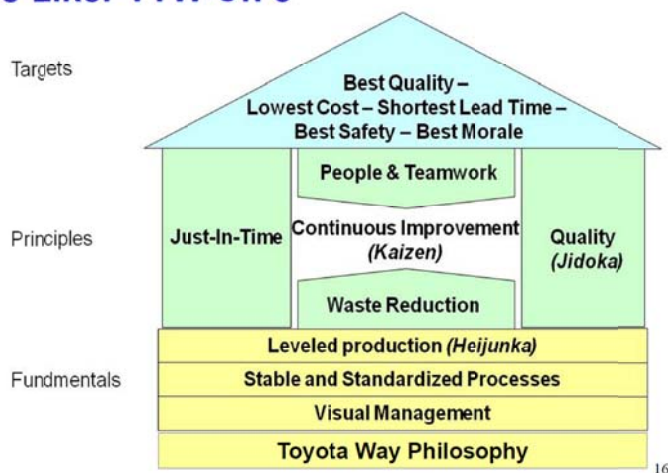 Targets
Best Quality –
Lowest Cost – Shortest Lead Time –
Best Safety – Best Morale
People & Teamwork
Principles
Just-In-Time
Continuous Improvement
(Kaizen)
Quality
(Jidoka)
Waste Reduction
Leveled production (Heijunka)
Fundmentals
Stable and Standardized Processes
Visual Management
Toyota Way Philosophy
16